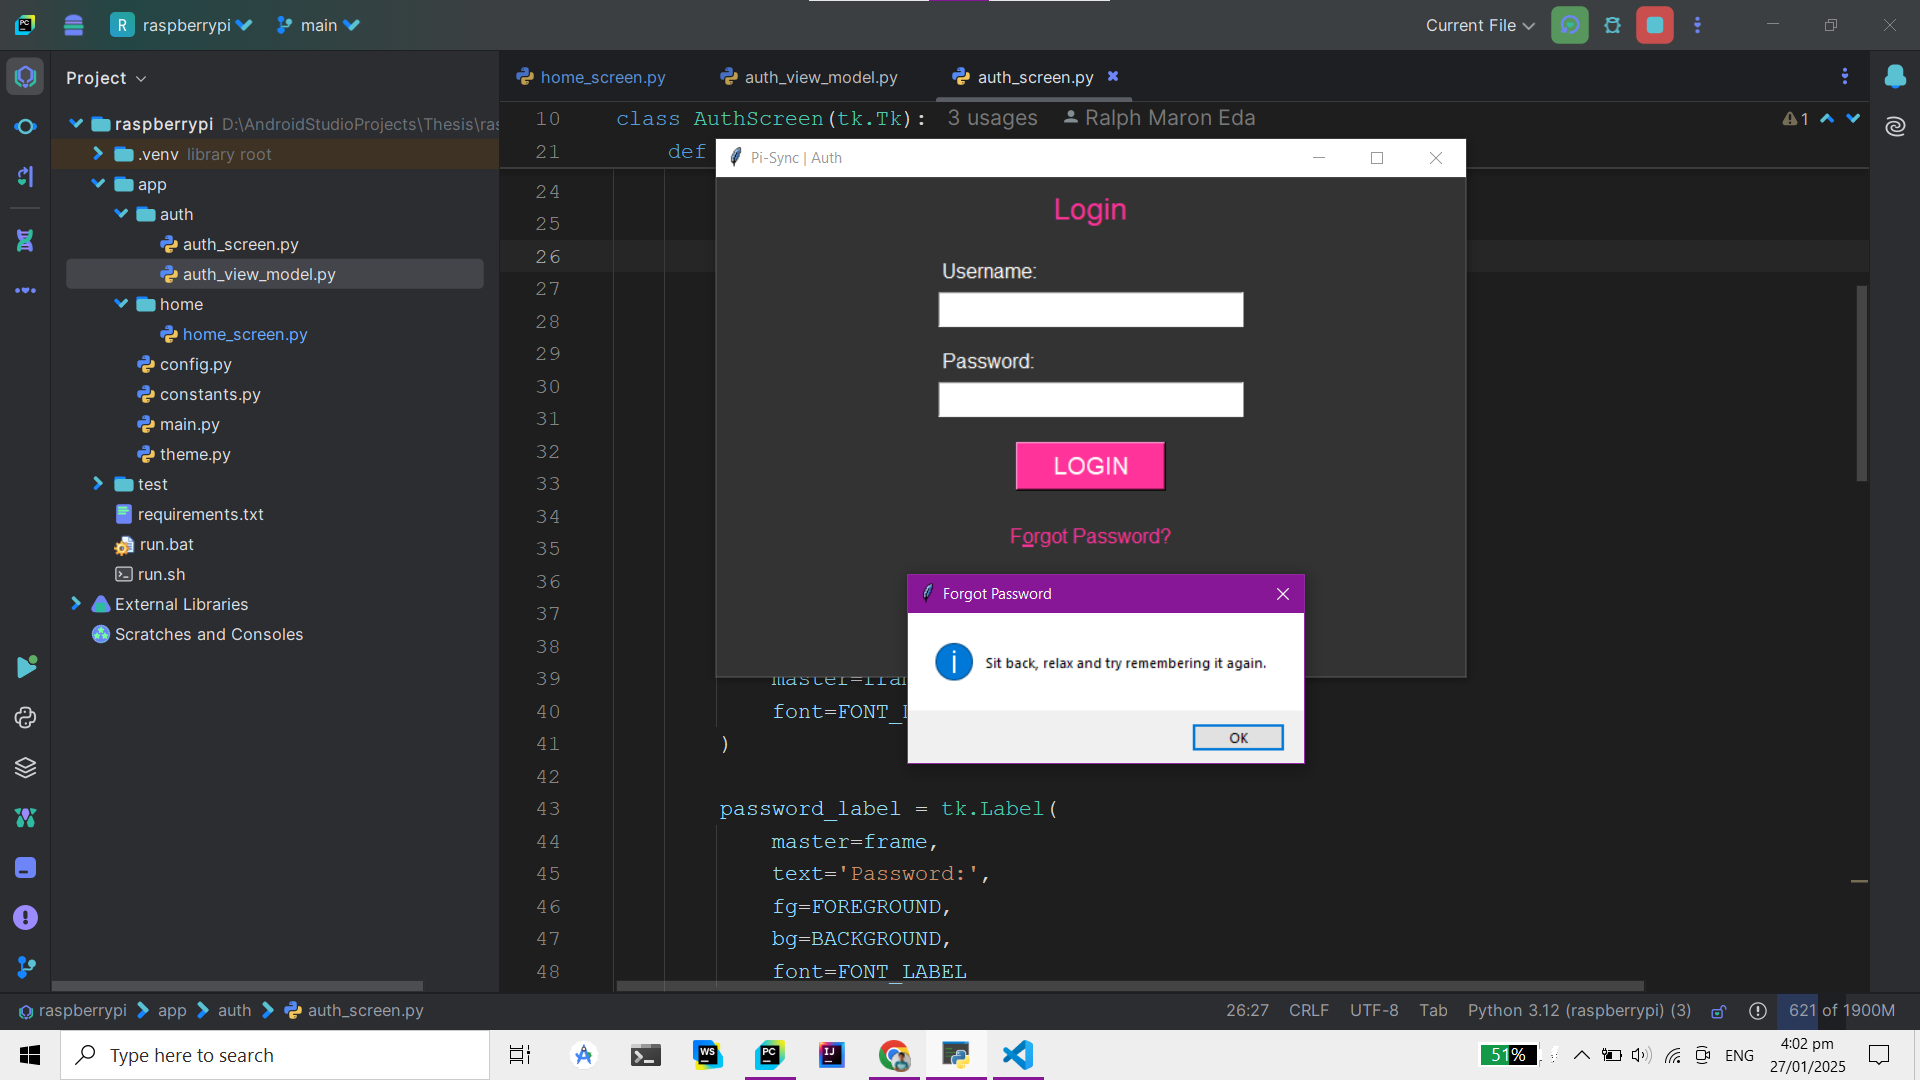 R raspberrypi main
Current File
Project
home_screen.py auth_view_model.py auth_screen.py
raspberrypi D:\AndroidStudioProjects\Thesis\ras
.venv library root
app
auth
auth_screen.py
auth_view_model.py
home
home_screen.py
config.py
constants.py
main.py
theme.py
test
requirements.txt
run.bat
run.sh
External Libraries
Scratches and Consoles
10 class AuthScreen(tk.Tk): 3 usages Ralph Maron Eda
1
21 def
24
25
26
27
28
29
30
31
32
33
34
35
36
37
38
39 master=fram
40 font=FONT_
41 )
42
43 password_label = tk.Label(
44 master=frame,
45 text='Password:',
46 fg=FOREGROUND,
47 bg=BACKGROUND,
48 font=FONT_LABEL
Pi-Sync | Auth
Login
Username:
Password:
LOGIN
Forgot Password?
Forgot Password
Sit back, relax and try remembering it again.
OK
raspberrypi app auth auth_screen.py
26:27 CRLF UTF-8 Tab Python 3.12 (raspberrypi) (3) 621 of 1900M
Type here to search
51%
ENG
4:02 pm
27/01/2025